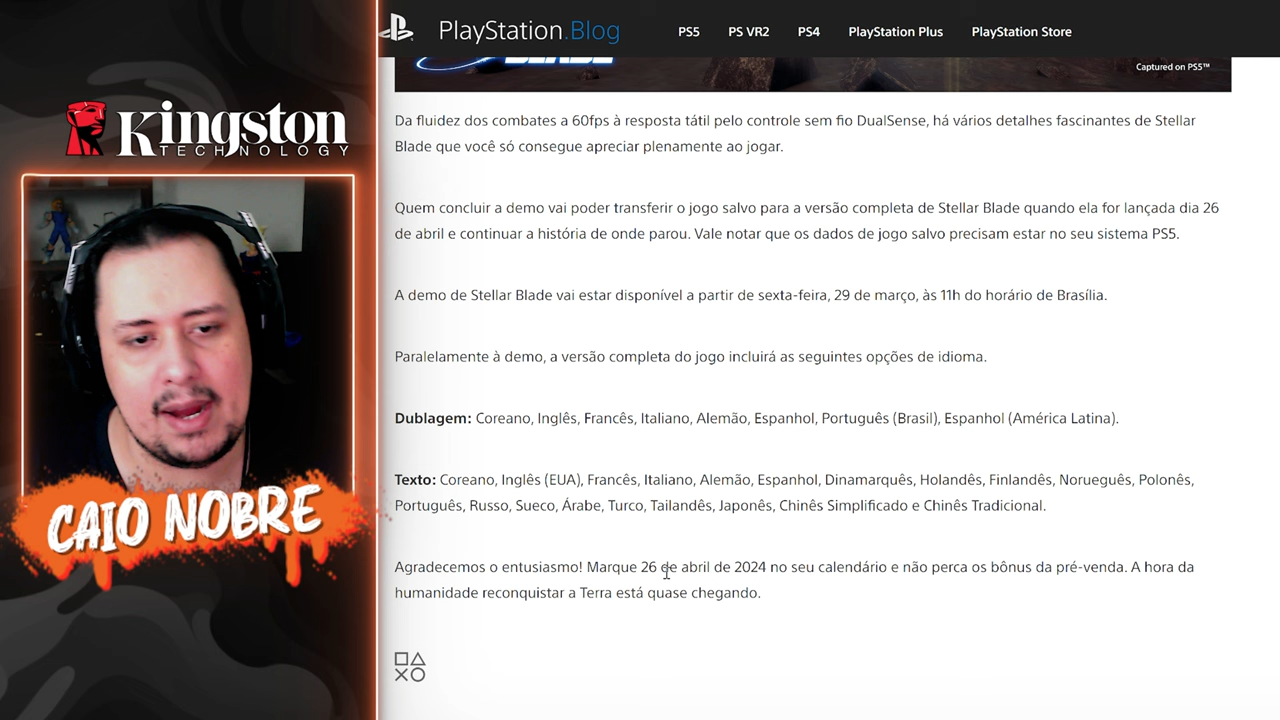 PlayStation.Blog
PS5
PS VR2
PS4
PlayStation Plus
PlayStation Store
Kingston
TECHNOLOGY
BLADE
Captured on PS5™
Da fluidez dos combates a 60fps à resposta tátil pelo controle sem fio DualSense, há vários detalhes fascinantes de Stellar
Blade que você só consegue apreciar plenamente ao jogar.
Quem concluir a demo vai poder transferir o jogo salvo para a versão completa de Stellar Blade quando ela for lançada dia 26
de abril e continuar a história de onde parou. Vale notar que os dados de jogo salvo precisam estar no seu sistema PS5.
A demo de Stellar Blade vai estar disponível a partir de sexta-feira, 29 de março, às 11h do horário de Brasília.
Paralelamente à demo, a versão completa do jogo incluirá as seguintes opções de idioma.
Dublagem: Coreano, Inglês, Francês, Italiano, Alemão, Espanhol, Português (Brasil), Espanhol (América Latina).
Texto: Coreano, Inglês (EUA), Francês, Italiano, Alemão, Espanhol, Dinamarquês, Holandês, Finlandês, Norueguês, Polonês,
Português, Russo, Sueco, Árabe, Turco, Tailandês, Japonês, Chinês Simplificado e Chinês Tradicional.
Agradecemos o entusiasmo! Marque 26 de abril de 2024 no seu calendário e não perca os bônus da pré-venda. A hora da
humanidade reconquistar a Terra está quase chegando.
CAIO NOBRE